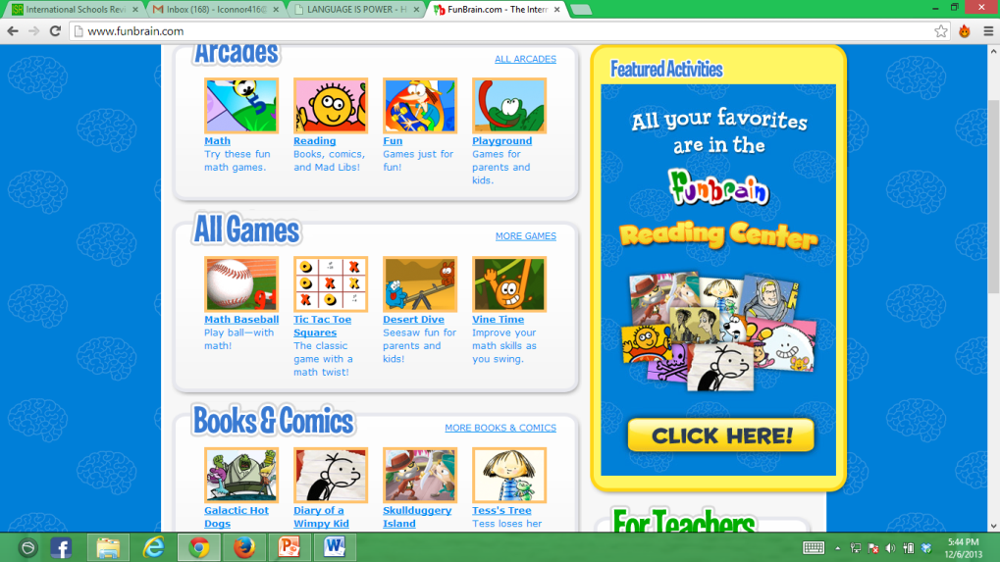 International Schools Revi
Inbox (168) - lconnor416@
LANGUAGE IS POWER - H
FunBrain.com - The Intern
www.funbrain.com
Arcades
ALL ARCADES
Math
Try these fun
math games.
Reading
Books, comics,
and Mad Libs!
Fun
Games just for
fun!
Playground
Games for
parents and
kids.
All Games
MORE GAMES
Math Baseball
Play ball—with
math!
Tic Tac Toe
Squares
The classic
game with a
math twist!
Desert Dive
Seesaw fun for
parents and
kids!
Vine Time
Improve your
math skills as
you swing.
Books & Comics
MORE BOOKS & COMICS
Galactic Hot
Dogs
Diary of a
Wimpy Kid
Skullduggery
Island
Tess's Tree
Tess loses her
Featured Activities
All your favorites
are in the
funbrain
Reading Center
CLICK HERE!
For Teachers
5:44 PM
12/6/2013